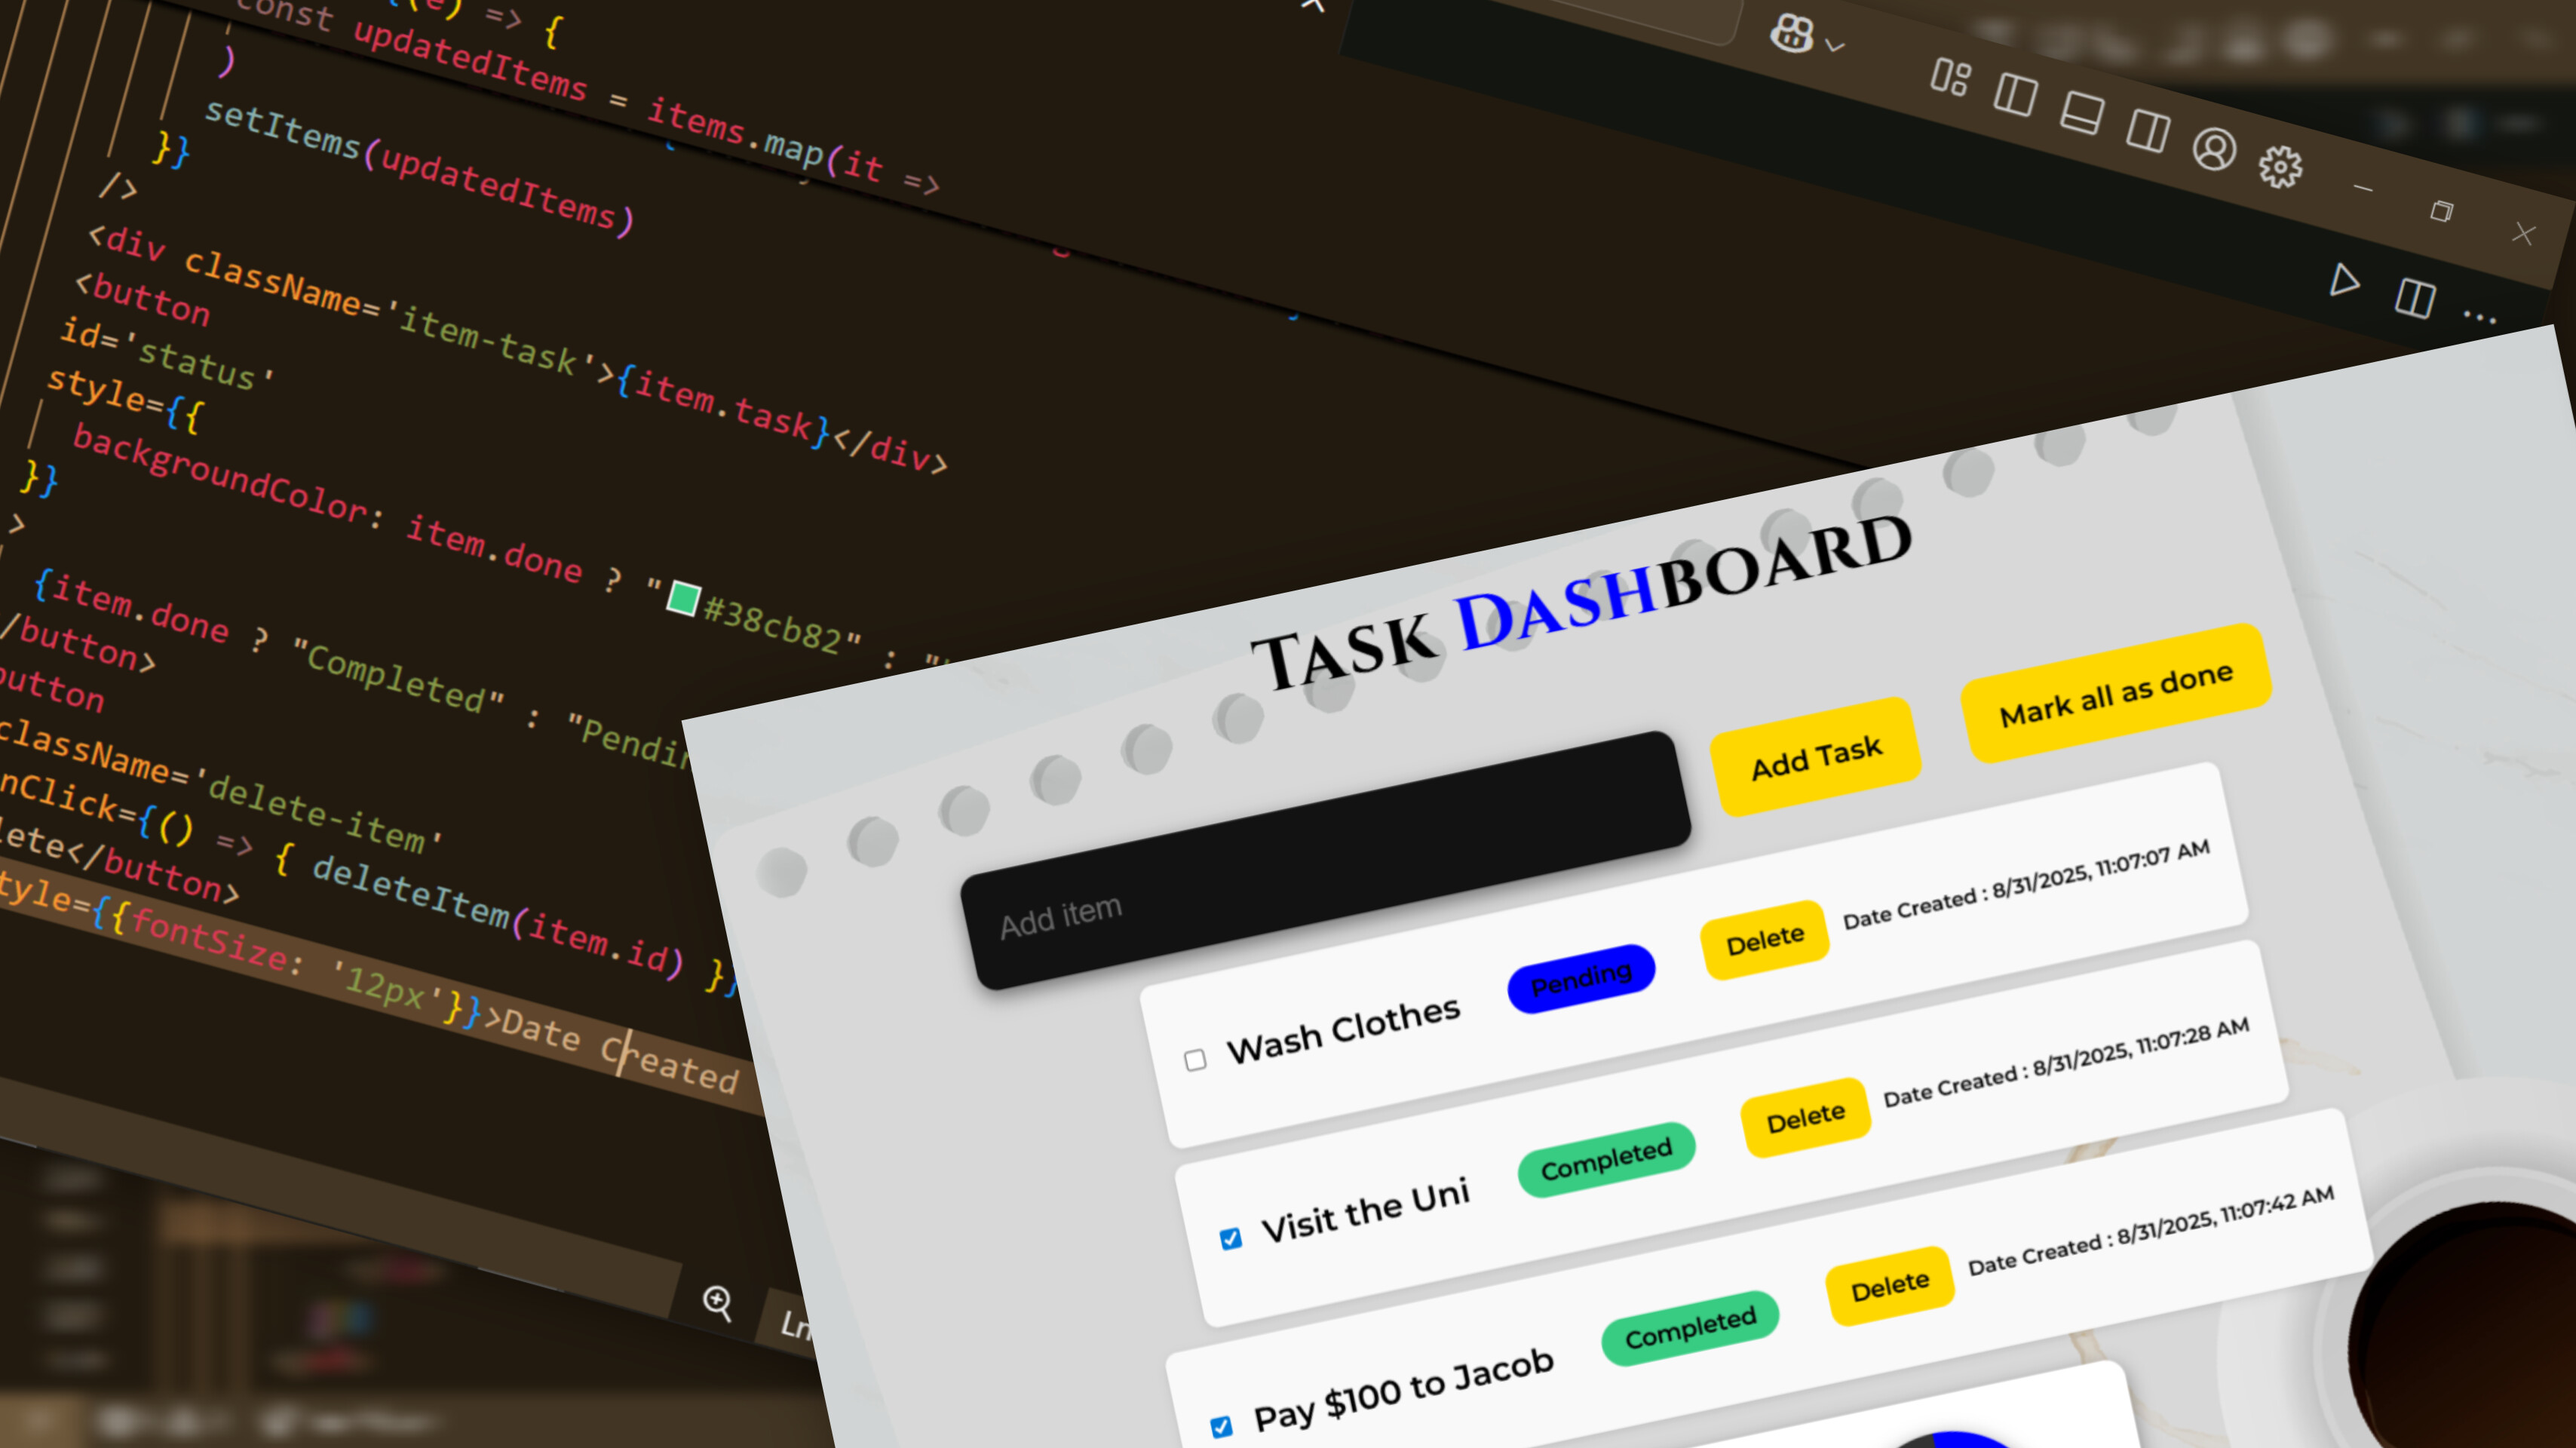 (e) => {
const updatedItems = items.map(it =>
)
setItems(updatedItems)
}}
/>
<div className='item-task'>{item.task}</div>
<button
id='status'
style={{
backgroundColor: item.done ? "#38cb82" : "
}}
>
{item.done ? "Completed" : "Pendin
/button>
button
className='delete-item'
nClick={() => { deleteItem(item.id) }}
lete</button>
tyle={{fontSize: '12px'}}>Date Created
Ln
TASK DASHBOARD
Add item
Add Task
Mark all as done
Wash Clothes
Pending
Delete
Date Created : 8/31/2025, 11:07:07 AM
Visit the Uni
Completed
Delete
Date Created : 8/31/2025, 11:07:28 AM
Pay $100 to Jacob
Completed
Delete
Date Created : 8/31/2025, 11:07:42 AM